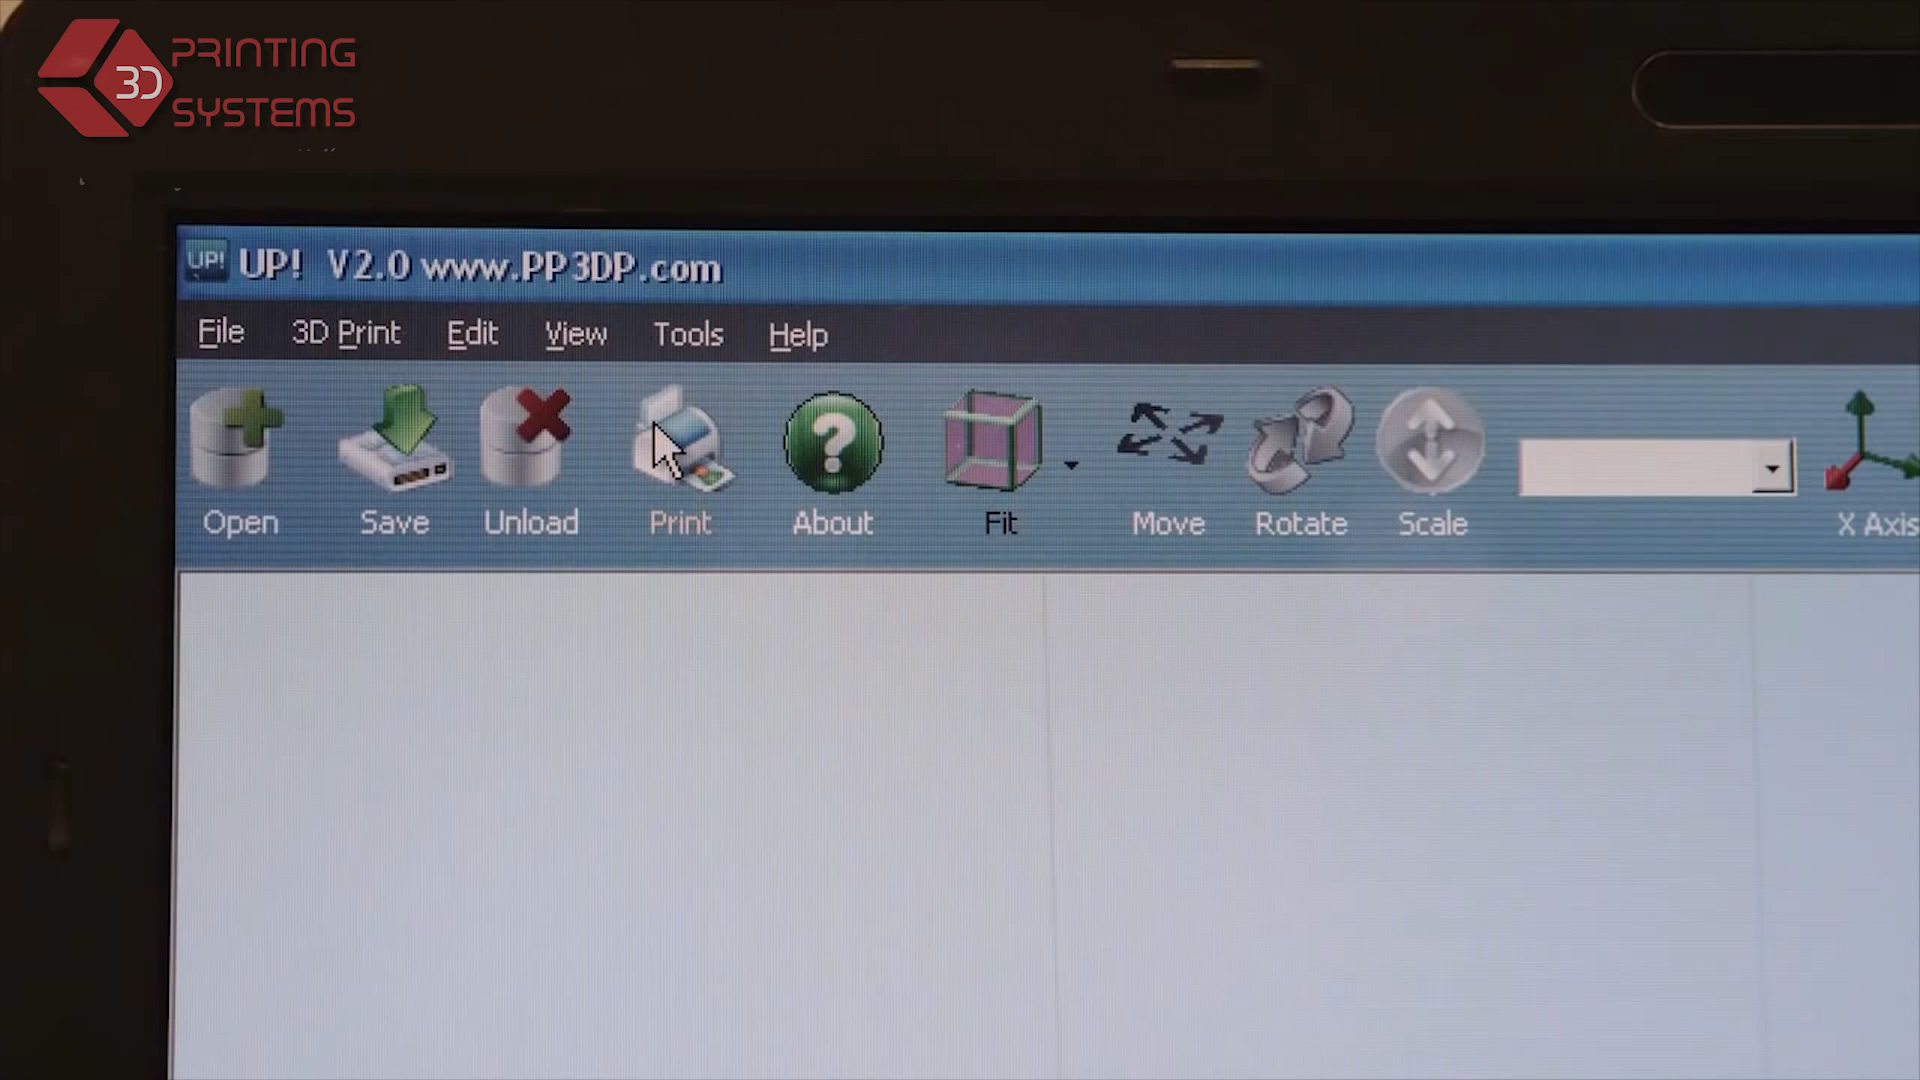 3D PRINTING
SYSTEMS
UP! UP! V2.0 www.PP3DP.com
File 3D Print Edit View Tools Help
Open Save Unload Print About Fit Move Rotate Scale X Axis